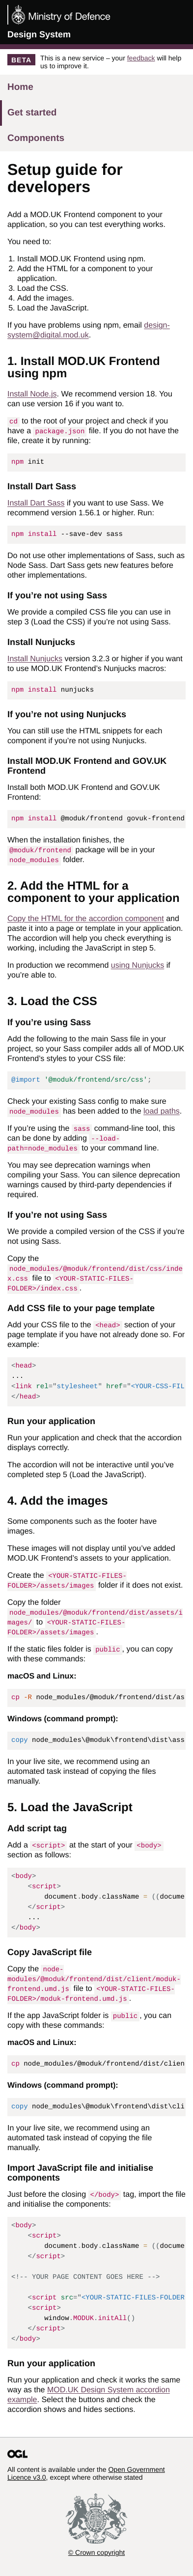 Ministry of Defence
Design System
BETA
This is a new service – your feedback will help
us to improve it.
Home
Get started
Components
Setup guide for
developers
Add a MOD.UK Frontend component to your
application, so you can test everything works.
You need to:
1. Install MOD.UK Frontend using npm.
2. Add the HTML for a component to your
application.
3. Load the CSS.
4. Add the images.
5. Load the JavaScript.
If you have problems using npm, email design-
system@digital.mod.uk.
1. Install MOD.UK Frontend
using npm
Install Node.js. We recommend version 18. You
can use version 16 if you want to.
cd to the root of your project and check if you
have a package.json file. If you do not have the
file, create it by running:
npm init
Install Dart Sass
Install Dart Sass if you want to use Sass. We
recommend version 1.56.1 or higher. Run:
npm install --save-dev sass
Do not use other implementations of Sass, such as
Node Sass. Dart Sass gets new features before
other implementations.
If you’re not using Sass
We provide a compiled CSS file you can use in
step 3 (Load the CSS) if you’re not using Sass.
Install Nunjucks
Install Nunjucks version 3.2.3 or higher if you want
to use MOD.UK Frontend’s Nunjucks macros:
npm install nunjucks
If you’re not using Nunjucks
You can still use the HTML snippets for each
component if you’re not using Nunjucks.
Install MOD.UK Frontend and GOV.UK
Frontend
Install both MOD.UK Frontend and GOV.UK
Frontend:
npm install @moduk/frontend govuk-frontend
When the installation finishes, the
@moduk/frontend package will be in your
node_modules folder.
2. Add the HTML for a
component to your application
Copy the HTML for the accordion component and
paste it into a page or template in your application.
The accordion will help you check everything is
working, including the JavaScript in step 5.
In production we recommend using Nunjucks if
you’re able to.
3. Load the CSS
If you’re using Sass
Add the following to the main Sass file in your
project, so your Sass compiler adds all of MOD.UK
Frontend’s styles to your CSS file:
@import '@moduk/frontend/src/css';
Check your existing Sass config to make sure
node_modules has been added to the load paths.
If you’re using the sass command-line tool, this
can be done by adding --load-
path=node_modules to your command line.
You may see deprecation warnings when
compiling your Sass. You can silence deprecation
warnings caused by third-party dependencies if
required.
If you’re not using Sass
We provide a compiled version of the CSS if you’re
not using Sass.
Copy the
node_modules/@moduk/frontend/dist/css/inde
x.css file to <YOUR-STATIC-FILES-
FOLDER>/index.css.
Add CSS file to your page template
Add your CSS file to the <head> section of your
page template if you have not already done so. For
example:
<head>
...
<link rel="stylesheet" href="<YOUR-CSS-FIL
</head>
Run your application
Run your application and check that the accordion
displays correctly.
The accordion will not be interactive until you’ve
completed step 5 (Load the JavaScript).
4. Add the images
Some components such as the footer have
images.
These images will not display until you’ve added
MOD.UK Frontend’s assets to your application.
Create the <YOUR-STATIC-FILES-
FOLDER>/assets/images folder if it does not exist.
Copy the folder
node_modules/@moduk/frontend/dist/assets/i
mages/ to <YOUR-STATIC-FILES-
FOLDER>/assets/images.
If the static files folder is public, you can copy
with these commands:
macOS and Linux:
cp -R node_modules/@moduk/frontend/dist/as
Windows (command prompt):
copy node_modules\@moduk\frontend\dist\ass
In your live site, we recommend using an
automated task instead of copying the files
manually.
5. Load the JavaScript
Add script tag
Add a <script> at the start of your <body>
section as follows:
<body>
<script>
document.body.className = ((docume
</script>
...
</body>
Copy JavaScript file
Copy the node-
modules/@moduk/frontend/dist/client/moduk-
frontend.umd.js file to <YOUR-STATIC-FILES-
FOLDER>/moduk-frontend.umd.js.
If the app JavaScript folder is public, you can
copy with these commands:
macOS and Linux:
cp node_modules/@moduk/frontend/dist/clien
Windows (command prompt):
copy node_modules\@moduk\frontend\dist\cli
In your live site, we recommend using an
automated task instead of copying the file
manually.
Import JavaScript file and initialise
components
Just before the closing </body> tag, import the file
and initialise the components:
<body>
<script>
document.body.className = ((docume
</script>
<!-- YOUR PAGE CONTENT GOES HERE -->
<script src="<YOUR-STATIC-FILES-FOLDER
<script>
window.MODUK.initAll()
</script>
</body>
Run your application
Run your application and check it works the same
way as the MOD.UK Design System accordion
example. Select the buttons and check the
accordion shows and hides sections.
OGL
All content is available under the Open Government
Licence v3.0, except where otherwise stated
© Crown copyright